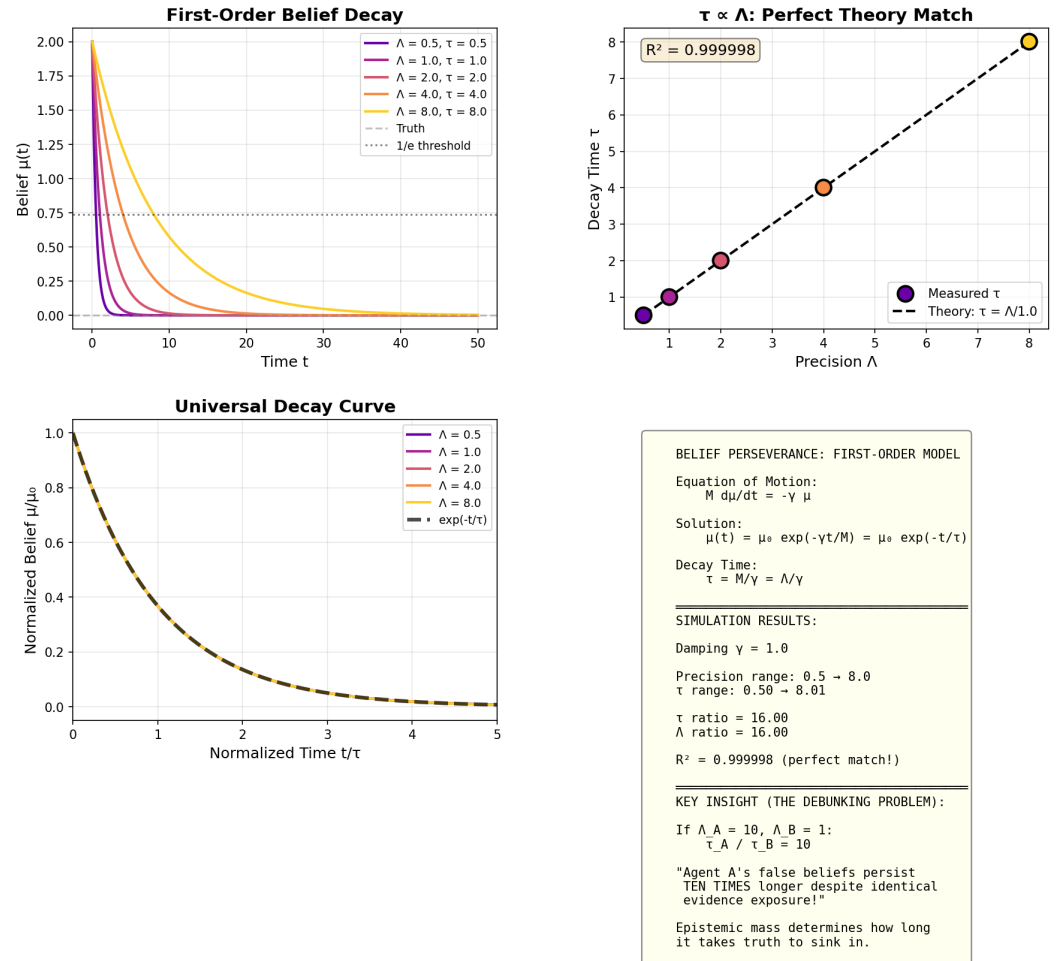 First-Order Belief Decay
2.00
1.75
1.50
1.25
1.00
0.75
0.50
0.25
0.00
Belief μ(t)
0
10
20
30
40
50
Time t
Λ = 0.5, τ = 0.5
Λ = 1.0, τ = 1.0
Λ = 2.0, τ = 2.0
Λ = 4.0, τ = 4.0
Λ = 8.0, τ = 8.0
Truth
1/e threshold
τ ∝ Λ: Perfect Theory Match
R² = 0.999998
8
7
6
5
4
3
2
1
Decay Time τ
1
2
3
4
5
6
7
8
Precision Λ
Measured τ
Theory: τ = Λ/1.0
Universal Decay Curve
1.0
0.8
0.6
0.4
0.2
0.0
Normalized Belief μ/μ₀
0
1
2
3
4
5
Normalized Time t/τ
Λ = 0.5
Λ = 1.0
Λ = 2.0
Λ = 4.0
Λ = 8.0
exp(-t/τ)
BELIEF PERSEVERANCE: FIRST-ORDER MODEL
Equation of Motion:
M dμ/dt = -γ μ
Solution:
μ(t) = μ₀ exp(-γt/M) = μ₀ exp(-t/τ)
Decay Time:
τ = M/γ = Λ/γ
SIMULATION RESULTS:
Damping γ = 1.0
Precision range: 0.5 → 8.0
τ range: 0.50 → 8.01
τ ratio = 16.00
Λ ratio = 16.00
R² = 0.999998 (perfect match!)
KEY INSIGHT (THE DEBUNKING PROBLEM):
If Λ_A = 10, Λ_B = 1:
τ_A / τ_B = 10
"Agent A's false beliefs persist
TEN TIMES longer despite identical
evidence exposure!"
Epistemic mass determines how long
it takes truth to sink in.